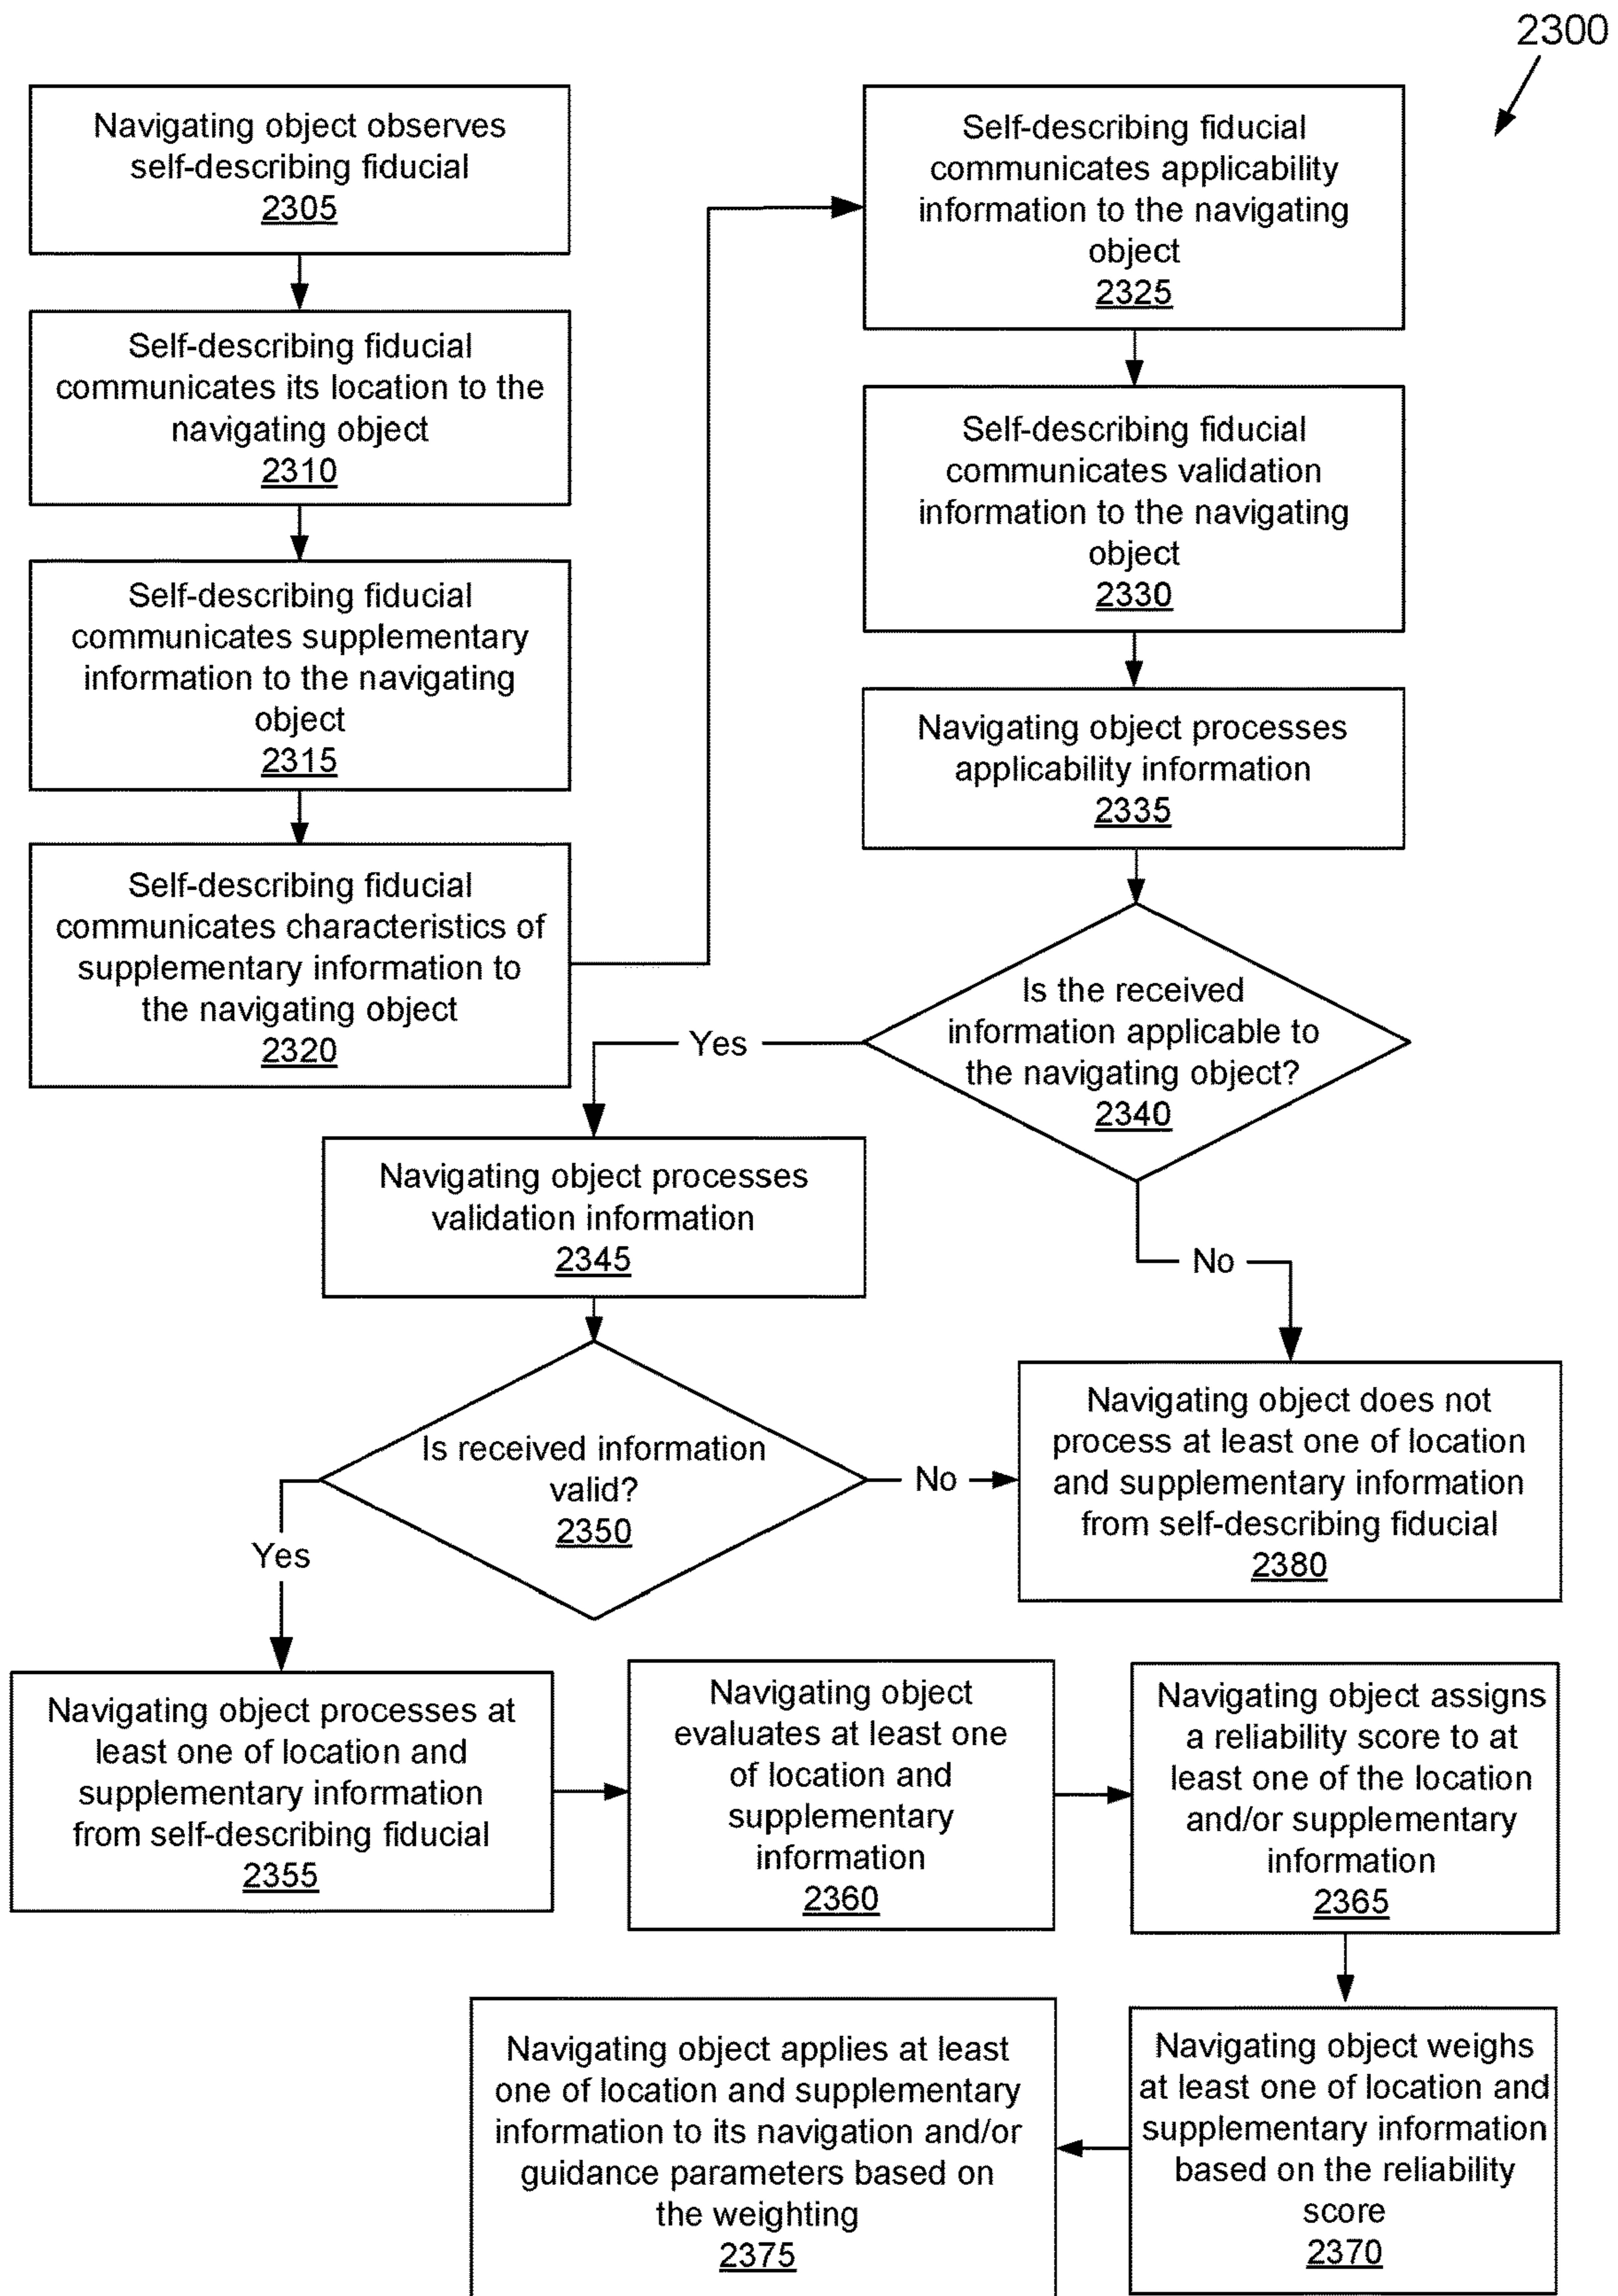 2300
Navigating object observes
self-describing fiducial
2305
Self-describing fiducial
communicates its location to the
navigating object
2310
Self-describing fiducial
communicates supplementary
information to the navigating
object
2315
Self-describing fiducial
communicates characteristics of
supplementary information to
the navigating object
2320
Self-describing fiducial
communicates applicability
information to the navigating
object
2325
Self-describing fiducial
communicates validation
information to the navigating
object
2330
Navigating object processes
applicability information
2335
Is the received
information applicable to
the navigating object?
2340
Yes
No
Navigating object processes
validation information
2345
Is received information
valid?
2350
No
Yes
Navigating object does not
process at least one of location
and supplementary information
from self-describing fiducial
2380
Navigating object processes at
least one of location and
supplementary information
from self-describing fiducial
2355
Navigating object
evaluates at least one
of location and
supplementary
information
2360
Navigating object assigns
a reliability score to at
least one of the location
and/or supplementary
information
2365
Navigating object weighs
at least one of location and
supplementary information
based on the reliability
score
2370
Navigating object applies at least
one of location and supplementary
information to its navigation and/or
guidance parameters based on
the weighting
2375